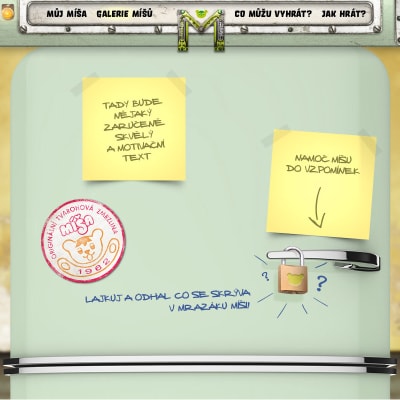 MŮJ MÍŠA GALERIE MÍŠŮ M CO MŮŽU VYHRÁT? JAK HRÁT?
TADY BUDE
NĚJAKÝ
ZARUČENĚ
SKVĚLÝ
A MOTIVAČNÍ
TEXT
NAMOČ MÍŠU
DO VZPOMÍNEK
ORIGINÁLNÍ TVAROHOVÁ ZMRZLINA
MÍŠA
1962
? ?
LAJKUJ A ODHAL CO SE SKRÝVÁ
V MRAZÁKU MÍŠI!